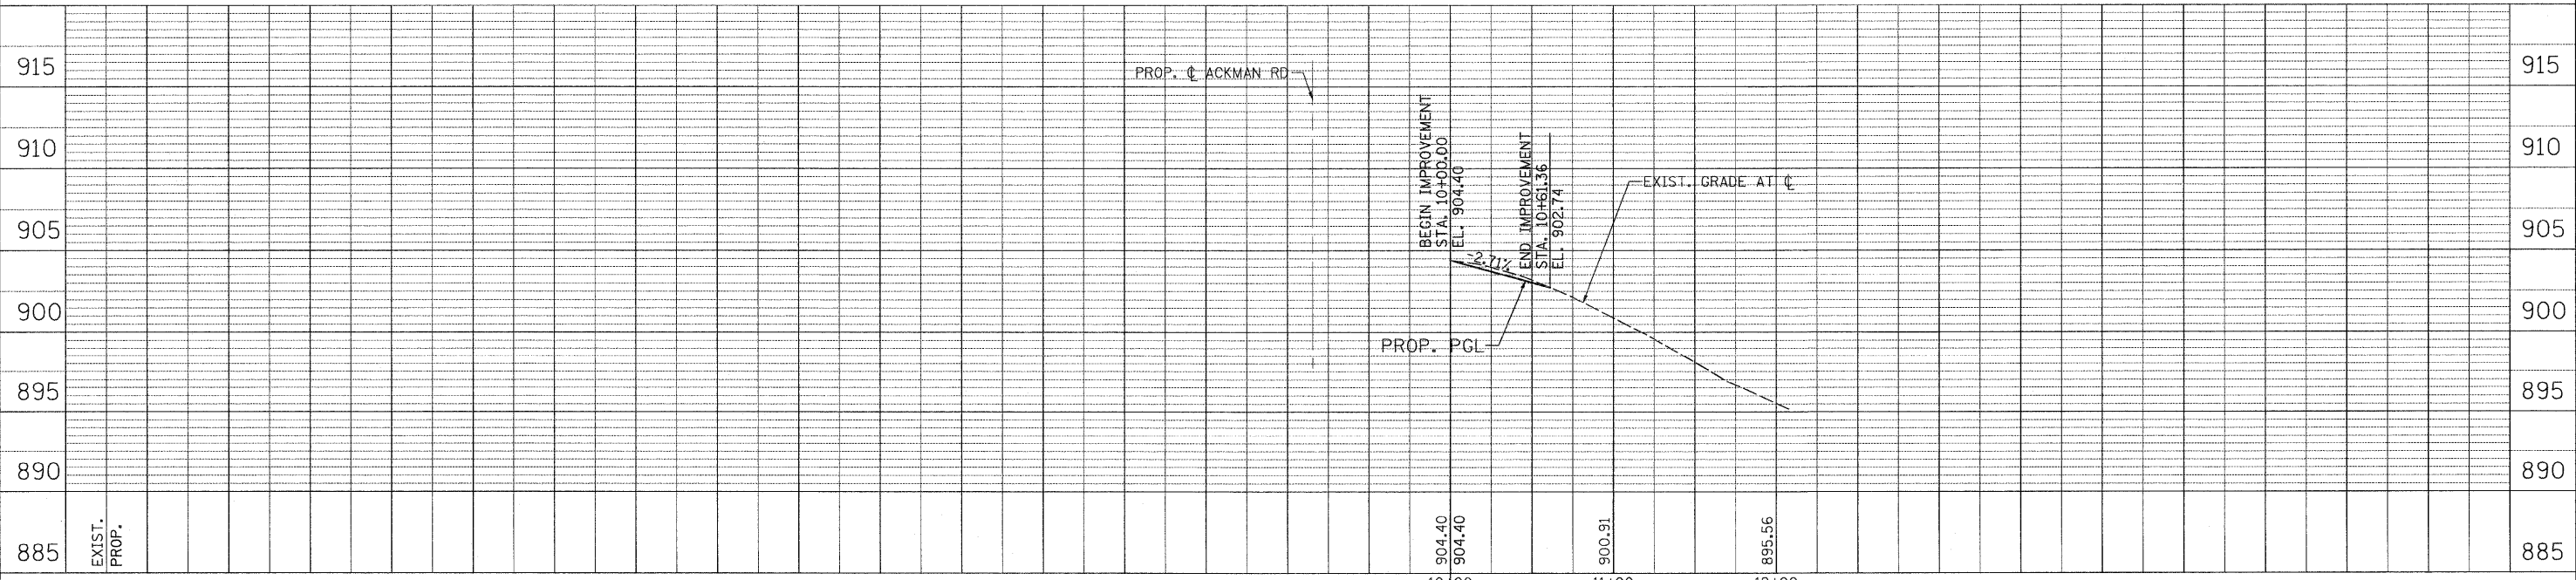 915
915
PROP. ℄ ACKMAN RD
BEGIN IMPROVEMENT
STA. 10+00.00
EL. 904.40
END IMPROVEMENT
STA. 10+61.36
EL. 902.74
910
910
EXIST. GRADE AT ℄
905
905
-2.71%
900
900
PROP. PGL
895
895
890
890
EXIST.
PROP.
904.40
904.40
900.91
895.56
885
885